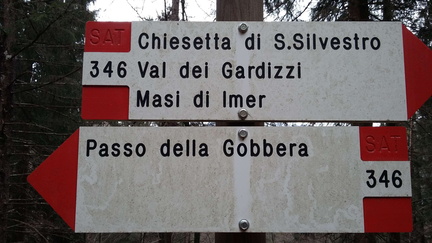 SAT Chiesetta di S.Silvestro
346 Val dei Gardizzi
Masi di Imer
Passo della Gobbera SAT
346